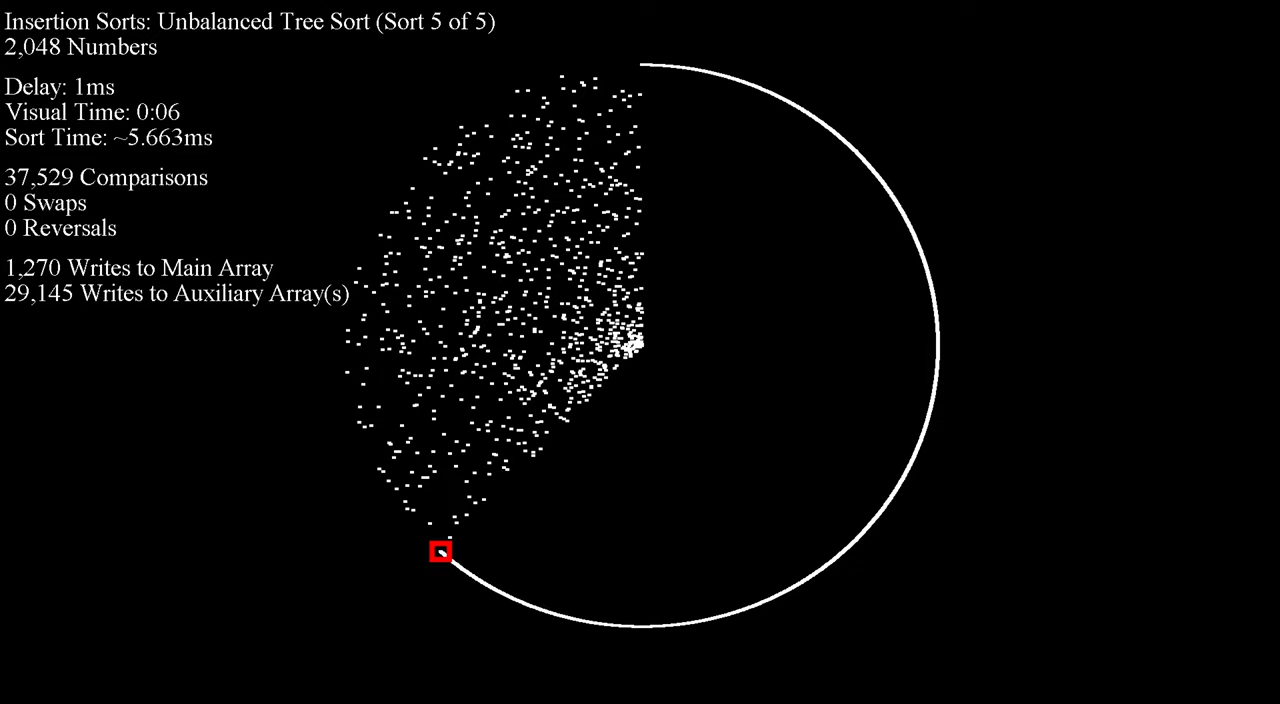 Insertion Sorts: Unbalanced Tree Sort (Sort 5 of 5)
2,048 Numbers
Delay: 1ms
Visual Time: 0:06
Sort Time: ~5.663ms
37,529 Comparisons
0 Swaps
0 Reversals
1,270 Writes to Main Array
29,145 Writes to Auxiliary Array(s)